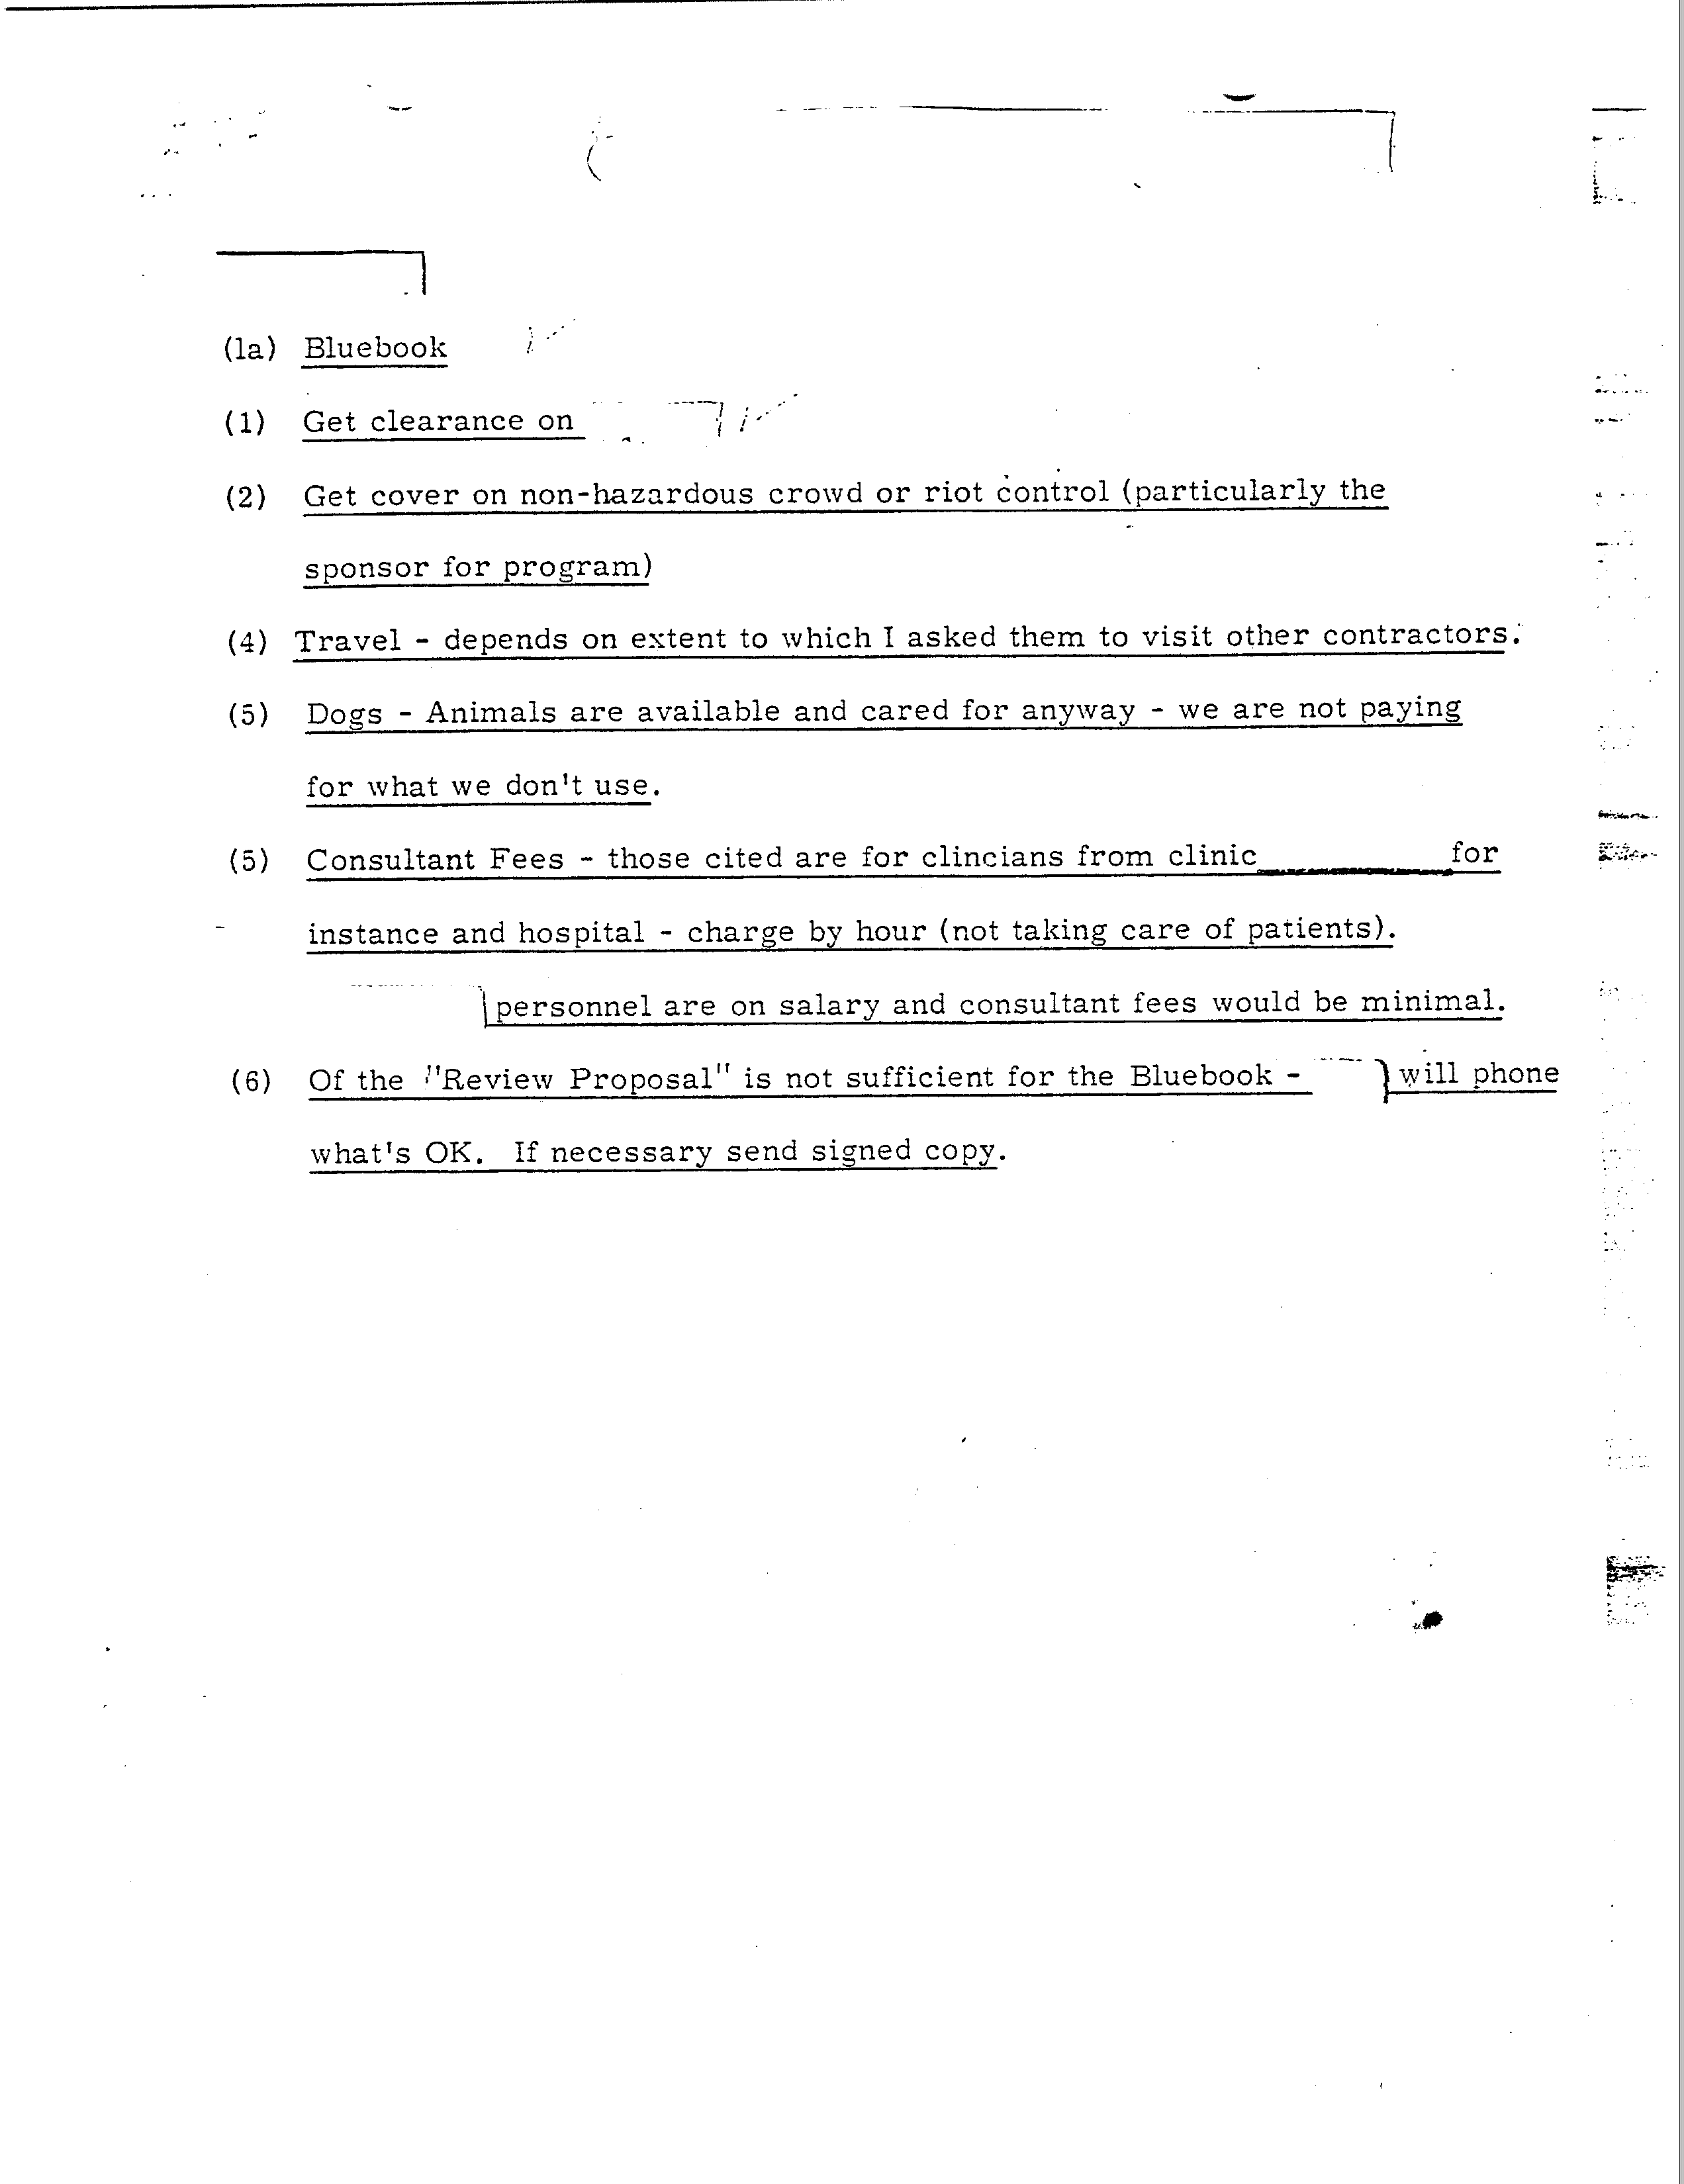 (1a) Bluebook
(1) Get clearance on
(2) Get cover on non-hazardous crowd or riot control (particularly the
sponsor for program)
(4) Travel - depends on extent to which I asked them to visit other contractors.
(5) Dogs - Animals are available and cared for anyway - we are not paying
for what we don't use.
(5) Consultant Fees - those cited are for clincians from clinic for
instance and hospital - charge by hour (not taking care of patients).
personnel are on salary and consultant fees would be minimal.
(6) Of the "Review Proposal" is not sufficient for the Bluebook - will phone
what's OK. If necessary send signed copy.